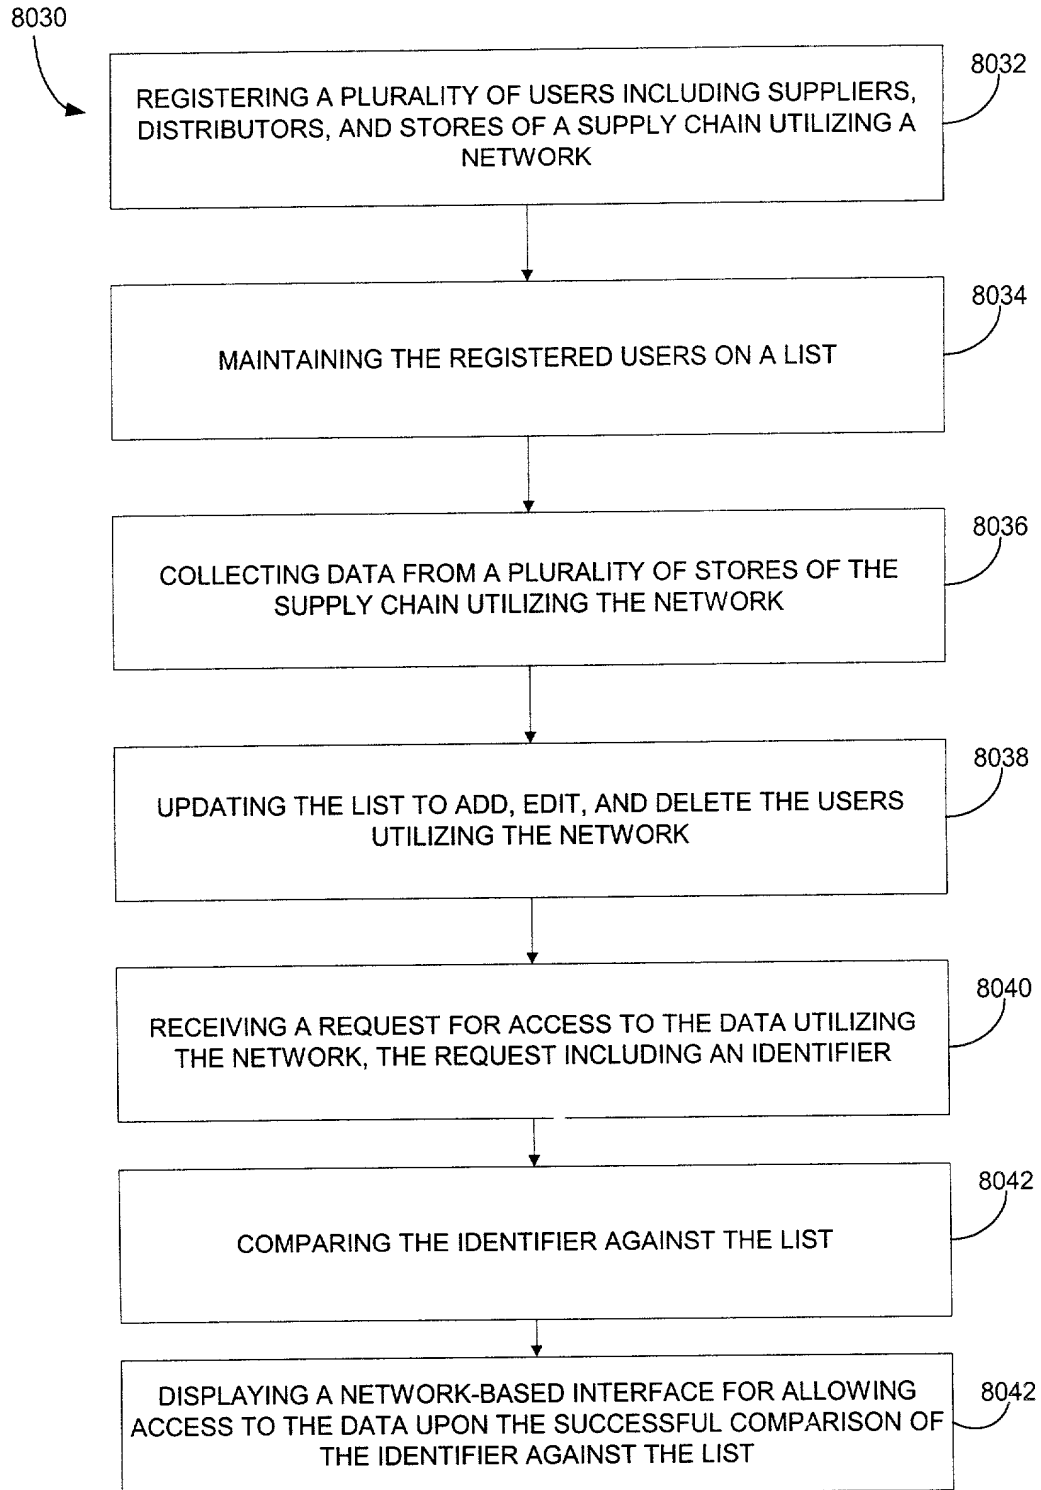 8030
8032
REGISTERING A PLURALITY OF USERS INCLUDING SUPPLIERS,
DISTRIBUTORS, AND STORES OF A SUPPLY CHAIN UTILIZING A
NETWORK
8034
MAINTAINING THE REGISTERED USERS ON A LIST
8036
COLLECTING DATA FROM A PLURALITY OF STORES OF THE
SUPPLY CHAIN UTILIZING THE NETWORK
8038
UPDATING THE LIST TO ADD, EDIT, AND DELETE THE USERS
UTILIZING THE NETWORK
8040
RECEIVING A REQUEST FOR ACCESS TO THE DATA UTILIZING
THE NETWORK, THE REQUEST INCLUDING AN IDENTIFIER
8042
COMPARING THE IDENTIFIER AGAINST THE LIST
8042
DISPLAYING A NETWORK-BASED INTERFACE FOR ALLOWING
ACCESS TO THE DATA UPON THE SUCCESSFUL COMPARISON OF
THE IDENTIFIER AGAINST THE LIST